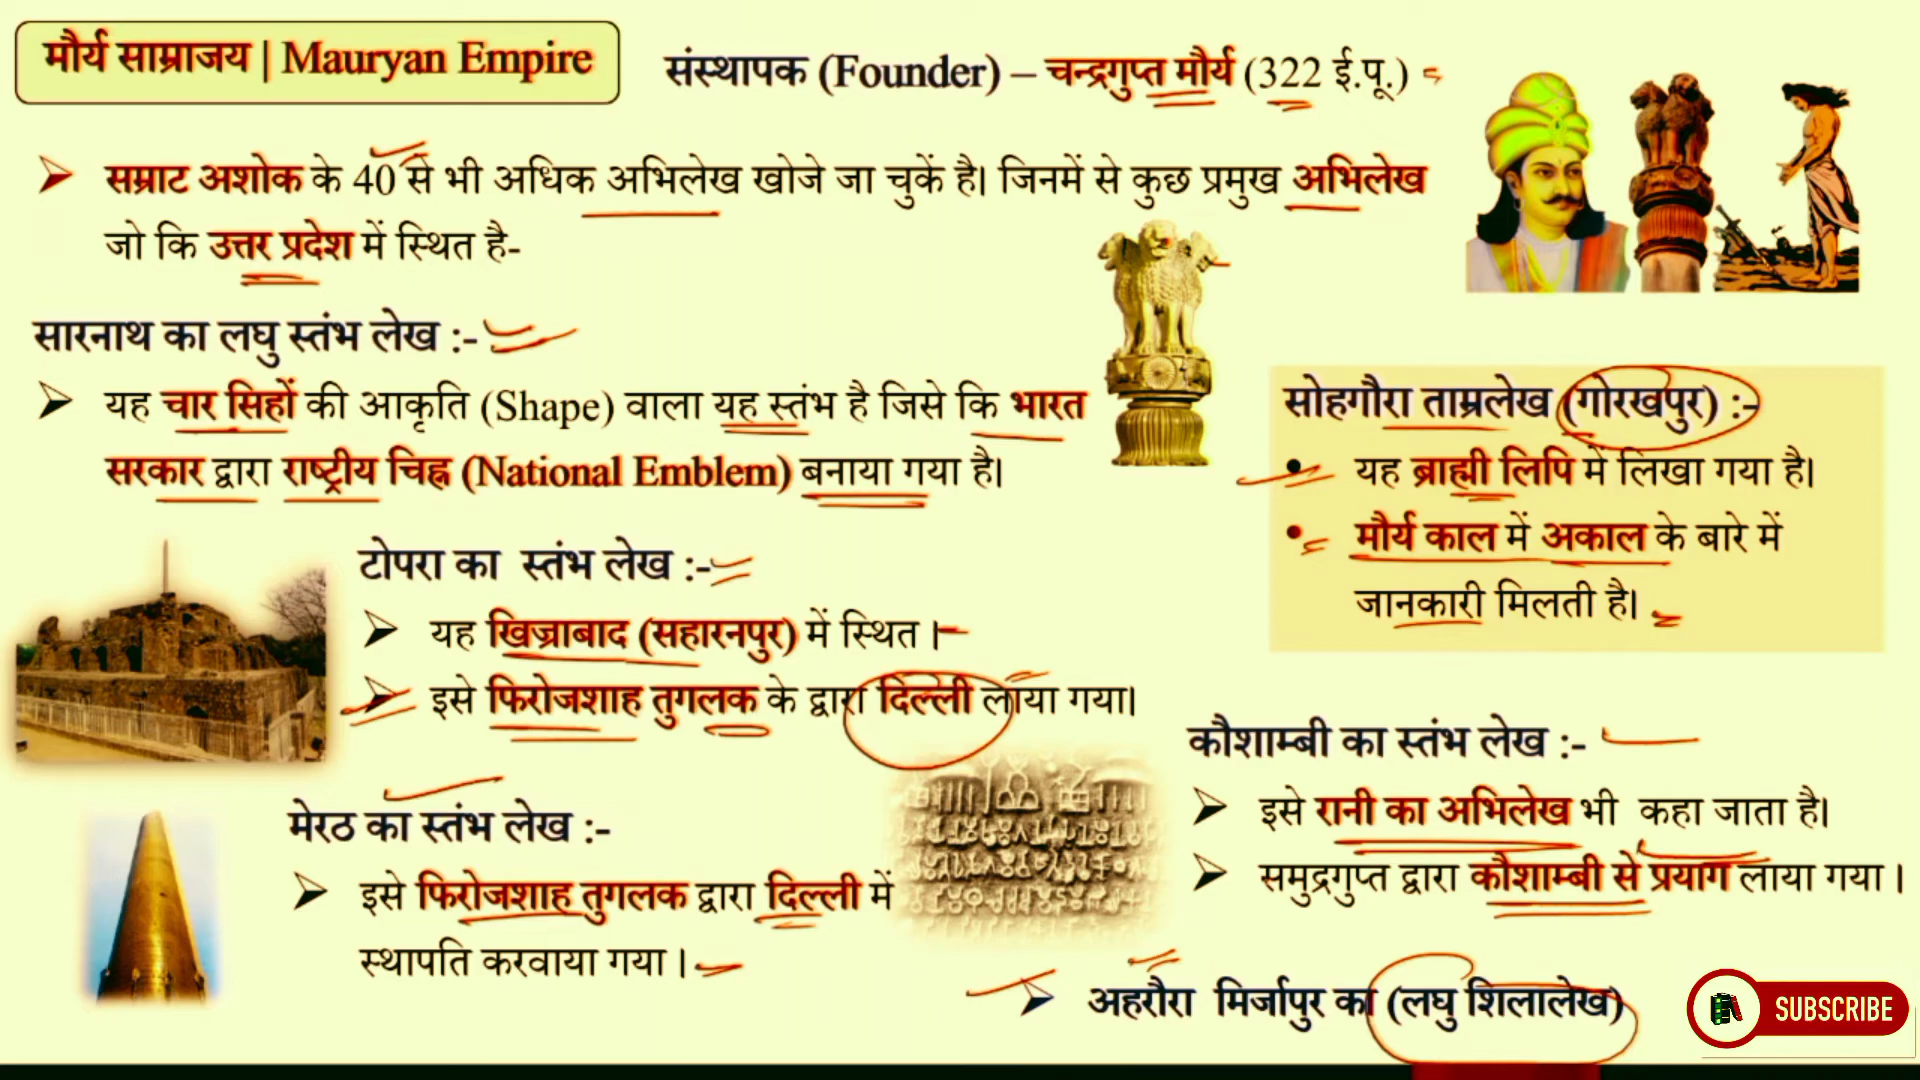 मौर्य साम्राजय | Mauryan Empire
संस्थापक (Founder) – चन्द्रगुप्त मौर्य (322 ई.पू.)
सम्राट अशोक के 40 से भी अधिक अभिलेख खोजे जा चुकें है। जिनमें से कुछ प्रमुख अभिलेख
जो कि उत्तर प्रदेश में स्थित है-
सारनाथ का लघु स्तंभ लेख :-
यह चार सिहों की आकृति (Shape) वाला यह स्तंभ है जिसे कि भारत
सरकार द्वारा राष्ट्रीय चिह्न (National Emblem) बनाया गया है।
सोहगौरा ताम्रलेख (गोरखपुर) :-
यह ब्राह्मी लिपि में लिखा गया है।
मौर्य काल में अकाल के बारे में
जानकारी मिलती है।
टोपरा का स्तंभ लेख :-
यह खिज्राबाद (सहारनपुर) में स्थित ।
इसे फिरोजशाह तुगलक के द्वारा दिल्ली लाया गया।
मेरठ का स्तंभ लेख :-
इसे फिरोजशाह तुगलक द्वारा दिल्ली में
स्थापति करवाया गया ।
कौशाम्बी का स्तंभ लेख :-
इसे रानी का अभिलेख भी कहा जाता है।
समुद्रगुप्त द्वारा कौशाम्बी से प्रयाग लाया गया ।
अहरौरा मिर्जापुर का (लघु शिलालेख)
SUBSCRIBE